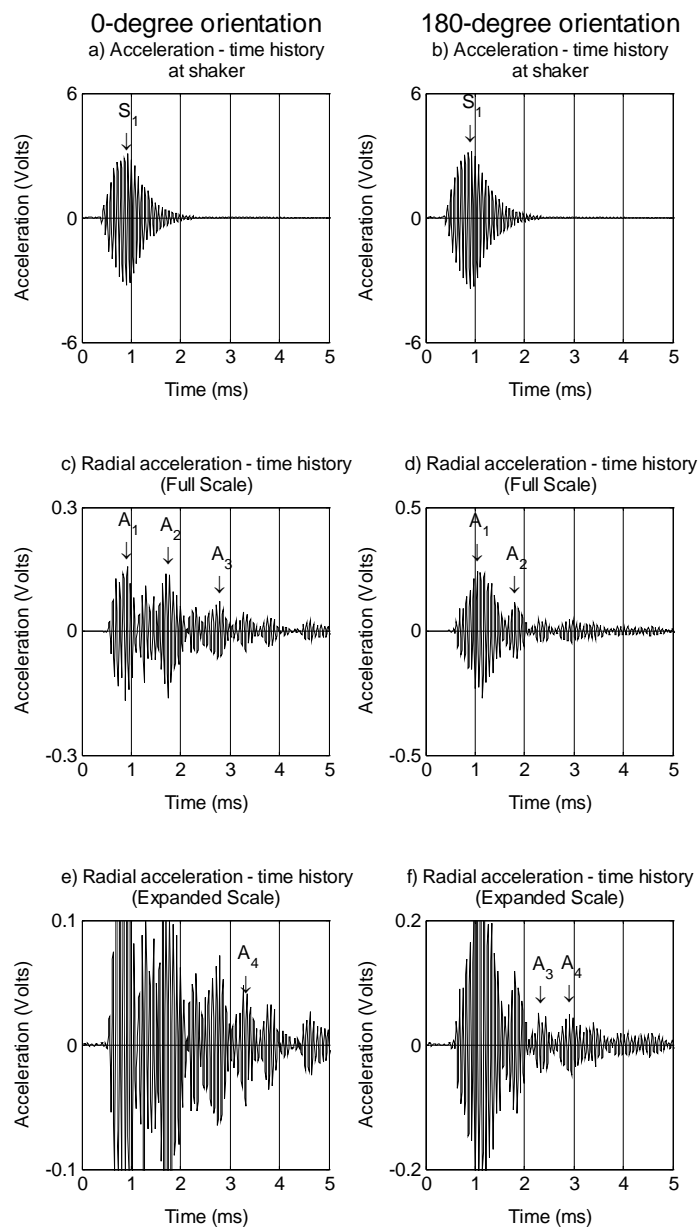 0-degree orientation
180-degree orientation
a) Acceleration - time history
at shaker
b) Acceleration - time history
at shaker
6
S1
0
-6
Acceleration (Volts)
0 1 2 3 4 5
Time (ms)
6
S1
0
-6
Acceleration (Volts)
0 1 2 3 4 5
Time (ms)
c) Radial acceleration - time history
(Full Scale)
d) Radial acceleration - time history
(Full Scale)
0.3
A1
A2
A3
0
-0.3
Acceleration (Volts)
0 1 2 3 4 5
Time (ms)
0.5
A1
A2
0
-0.5
Acceleration (Volts)
0 1 2 3 4 5
Time (ms)
e) Radial acceleration - time history
(Expanded Scale)
f) Radial acceleration - time history
(Expanded Scale)
0.1
A4
0
-0.1
Acceleration (Volts)
0 1 2 3 4 5
Time (ms)
0.2
A3
A4
0
-0.2
Acceleration (Volts)
0 1 2 3 4 5
Time (ms)